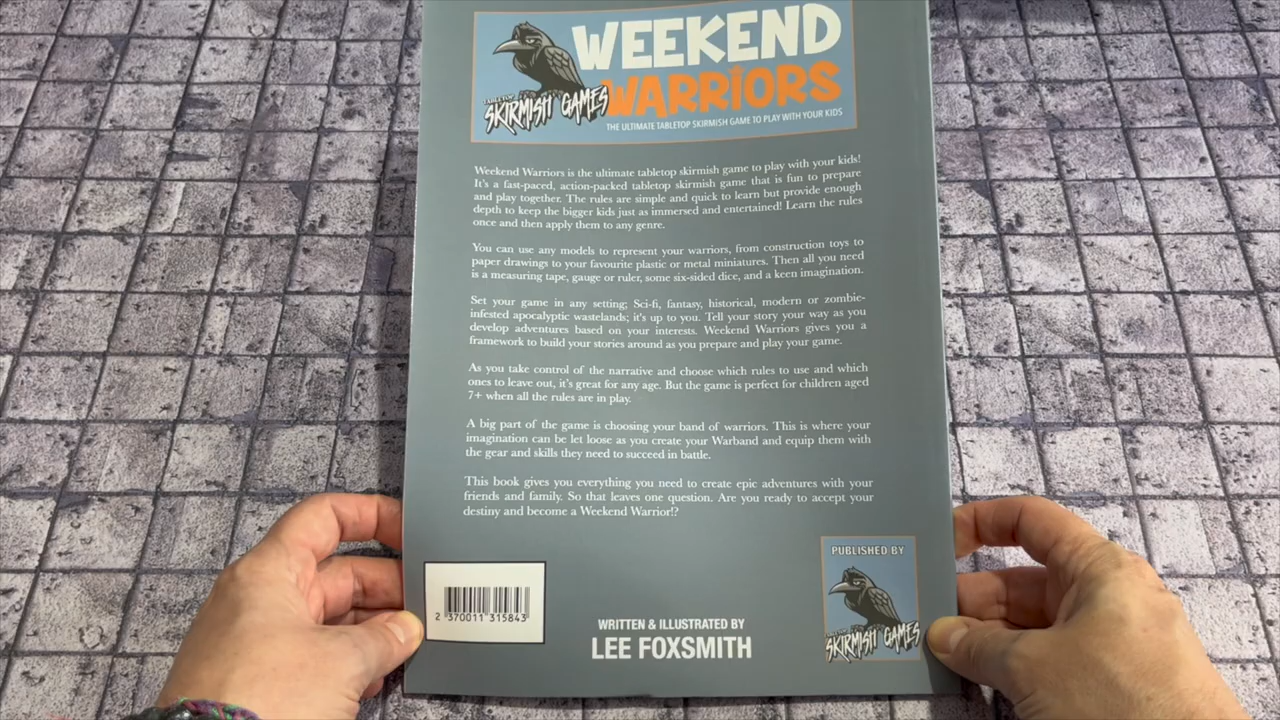 WEEKEND
WARRIORS
TABLETOP
SKIRMISH GAMES
THE ULTIMATE TABLETOP SKIRMISH GAME TO PLAY WITH YOUR KIDS
Weekend Warriors is the ultimate tabletop skirmish game to play with your kids!
It's a fast-paced, action-packed tabletop skirmish game that is fun to prepare
and play together. The rules are simple and quick to learn but provide enough
depth to keep the bigger kids just as immersed and entertained! Learn the rules
once and then apply them to any genre.
You can use any models to represent your warriors, from construction toys to
paper drawings to your favourite plastic or metal miniatures. Then all you need
is a measuring tape, gauge or ruler, some six-sided dice, and a keen imagination.
Set your game in any setting; Sci-fi, fantasy, historical, modern or zombie-
infested apocalyptic wastelands; it's up to you. Tell your story your way as you
develop adventures based on your interests. Weekend Warriors gives you a
framework to build your stories around as you prepare and play your game.
As you take control of the narrative and choose which rules to use and which
ones to leave out, it's great for any age. But the game is perfect for children aged
7+ when all the rules are in play.
A big part of the game is choosing your band of warriors. This is where your
imagination can be let loose as you create your Warband and equip them with
the gear and skills they need to succeed in battle.
This book gives you everything you need to create epic adventures with your
friends and family. So that leaves one question. Are you ready to accept your
destiny and become a Weekend Warrior!?
2 370011 315843
WRITTEN & ILLUSTRATED BY
LEE FOXSMITH
PUBLISHED BY
TABLETOP
SKIRMISH GAMES